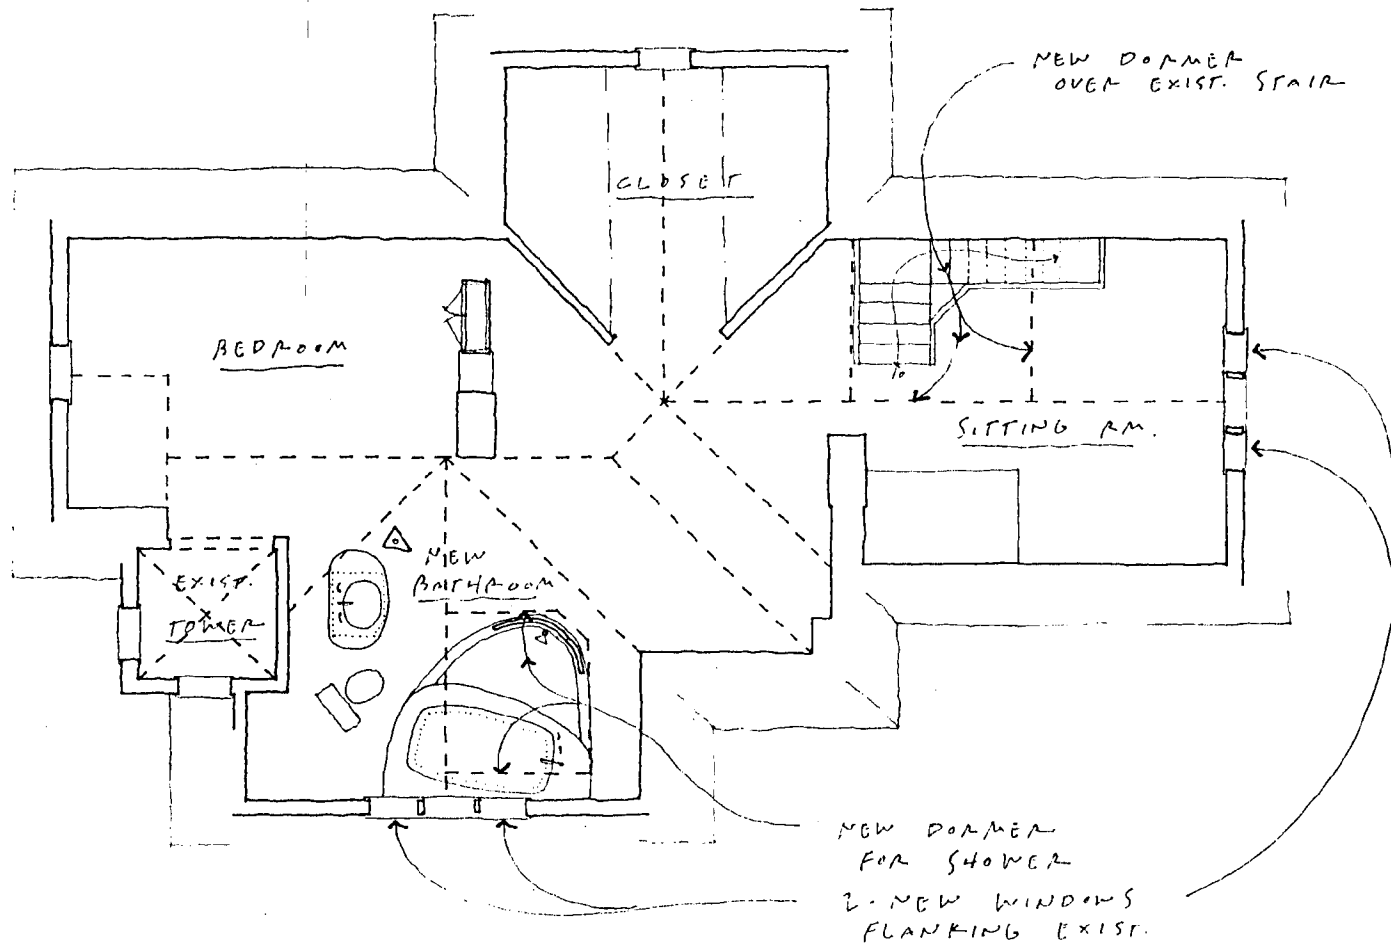 NEW DORMER
OVER EXIST. STAIR
CLOSET
BEDROOM
SITTING RM.
NEW
BATHROOM
EXIST.
TOWER
NEW DORMER
FOR SHOWER
2 - NEW WINDOWS
FLANKING EXIST.